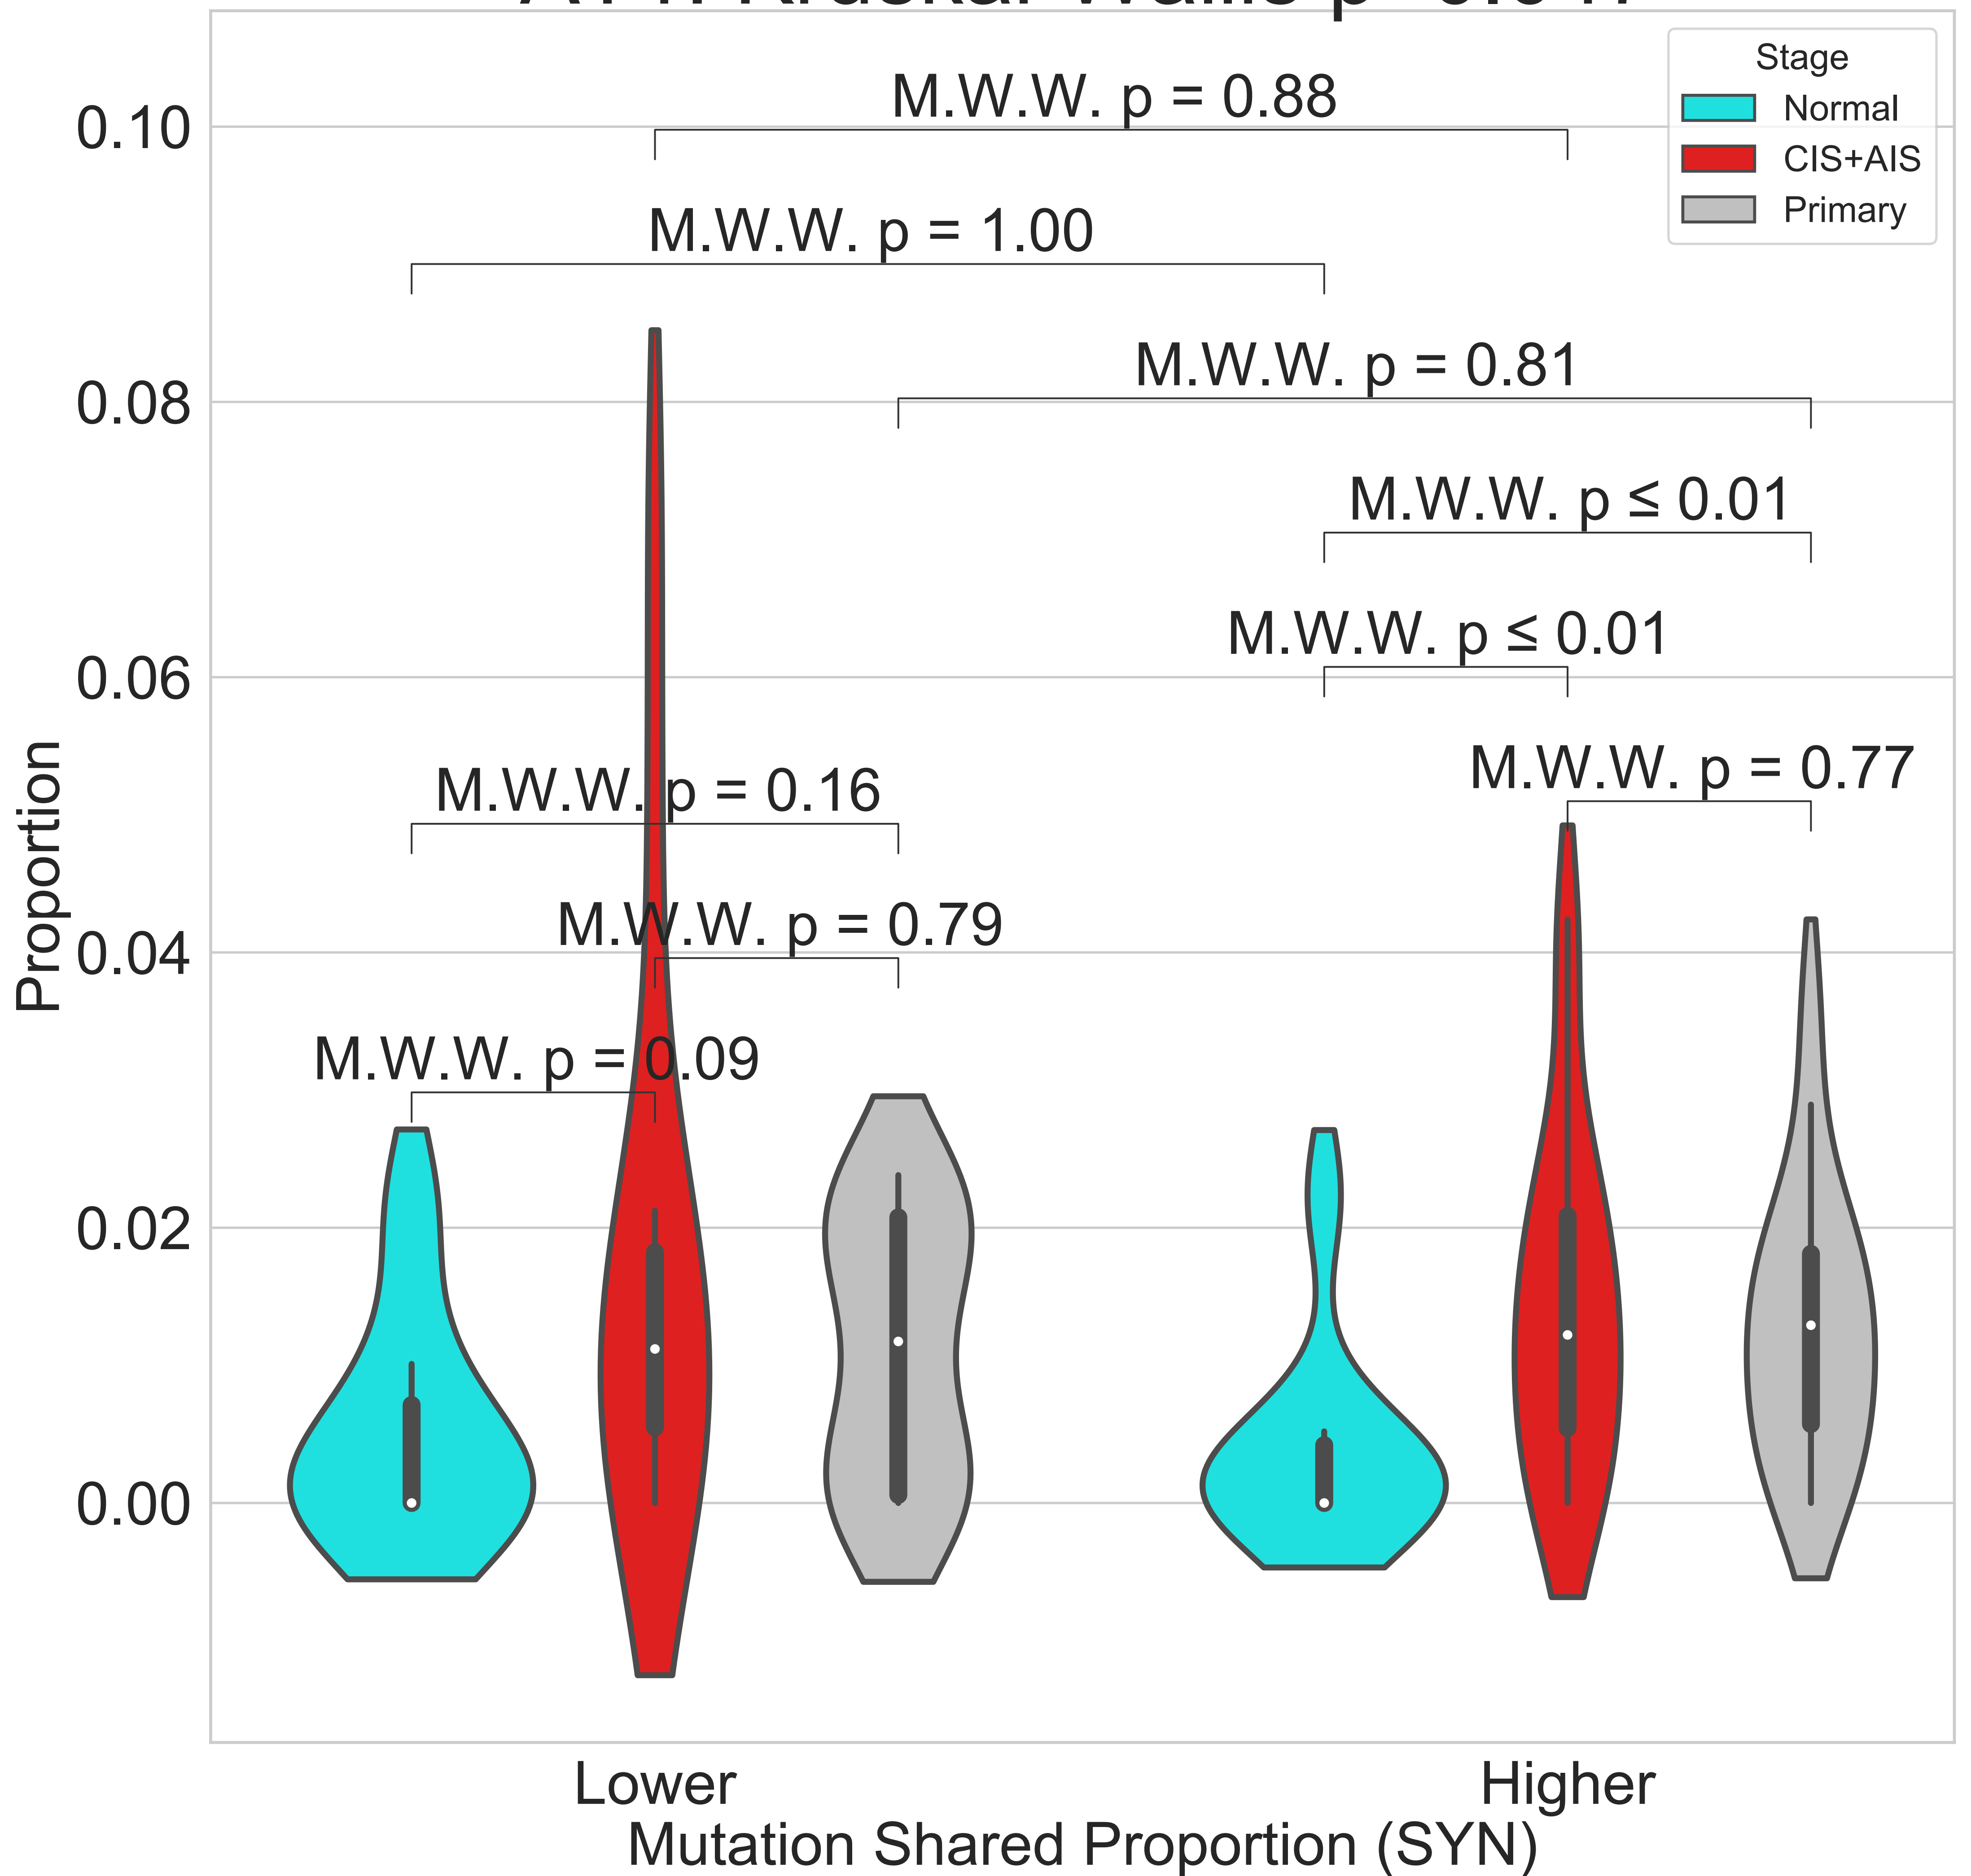 Stage
Normal
CIS+AIS
Primary
M.W.W. p = 0.88
M.W.W. p = 1.00
M.W.W. p = 0.81
M.W.W. p ≤ 0.01
M.W.W. p ≤ 0.01
M.W.W. p = 0.77
M.W.W. p = 0.16
M.W.W. p = 0.79
M.W.W. p = 0.09
0.10
0.08
0.06
0.04
0.02
0.00
Proportion
Lower
Higher
Mutation Shared Proportion (SYN)